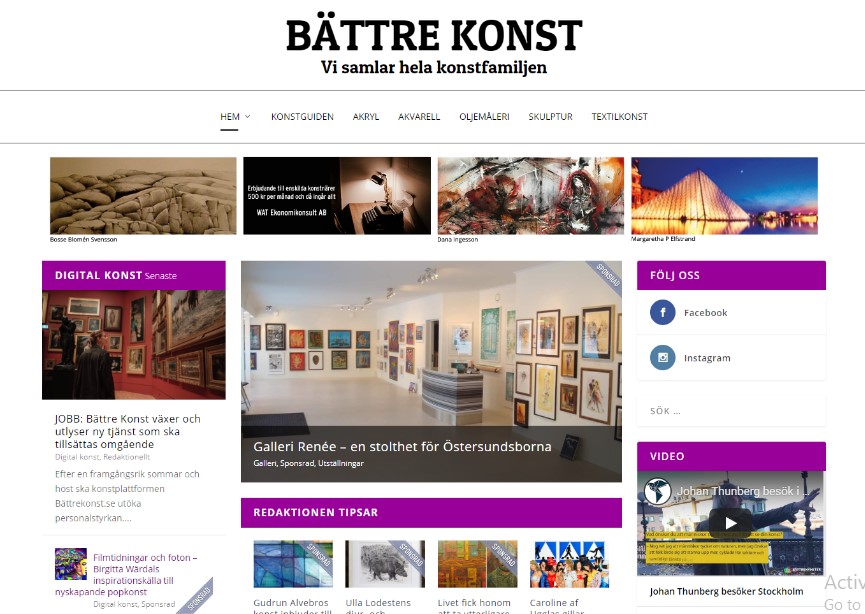 BÄTTRE KONST
Vi samlar hela konstfamiljen
HEM
KONSTGUIDEN
AKRYL
AKVARELL
OLJEMÅLERI
SKULPTUR
TEXTILKONST
Erbjudande till enskilda konstnärer
500 kr per månad och då ingår allt
WAT Ekonomikonsult AB
Bosse Blomén Svensson
Dana Ingesson
Margaretha P Elfstrand
DIGITAL KONST Senaste
JOBB: Bättre Konst växer och
utlyser ny tjänst som ska
tillsättas omgående
Digital konst, Redaktionellt
Efter en framgångsrik sommar och
höst ska konstplattformen
Bättrekonst.se utöka
personalstyrkan....
Filmtidningar och foton –
Birgitta Wärdals
inspirationskälla till
nyskapande popkonst
Digital konst, Sponsrad
SPONSRAD
SPONSRAD
Galleri Renée – en stolthet för Östersundsborna
Galleri, Sponsrad, Utställningar
REDAKTIONEN TIPSAR
SPONSRAD
SPONSRAD
SPONSRAD
Gudrun Alvebros
konst inbjuder till
Ulla Lodestens
djur- och
Livet fick honom
att ta ytterligare
Caroline af
Ugglas gillar
FÖLJ OSS
Facebook
Instagram
SÖK ...
VIDEO
Johan Thunberg besök i ...
Johan Thunberg besöker Stockholm
Activ
Go to